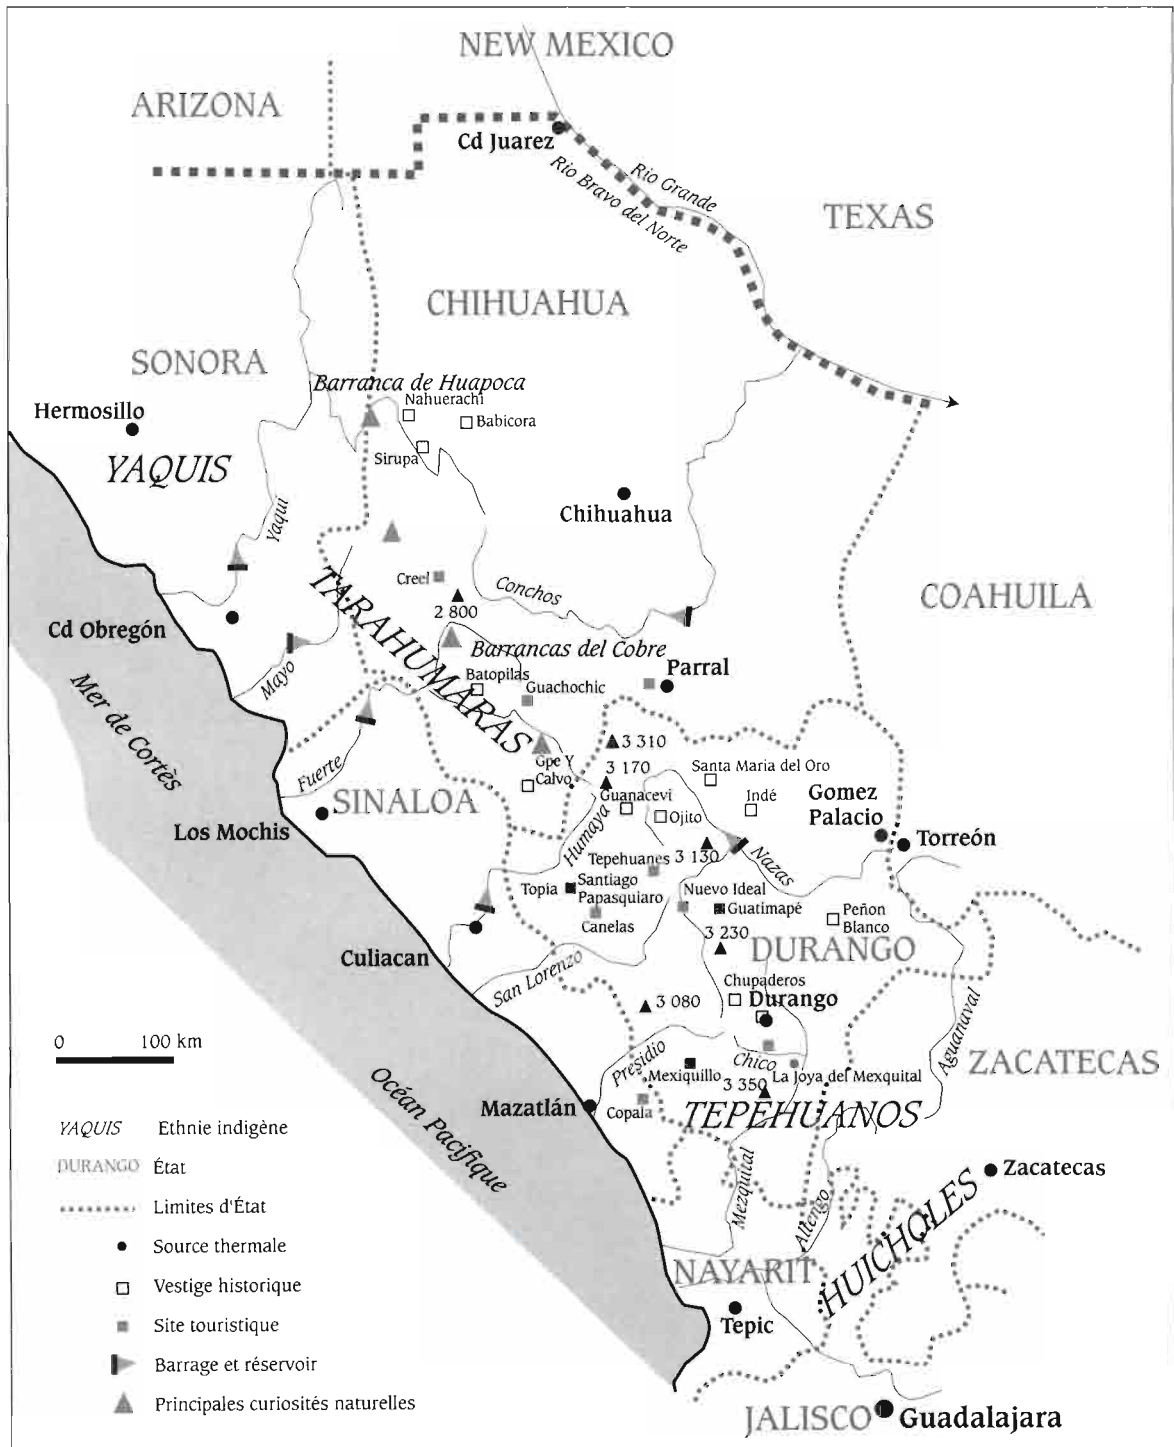 NEW MEXICO
ARIZONA
Cd Juarez
Rio Grande
Rio Bravo del Norte
TEXAS
CHIHUAHUA
SONORA
Barranca de Huapoca
Nahuerachi
Babicora
Hermosillo
Sirupa
YAQUIS
Chihuahua
Yaqui
Creel
Conchos
2 800
TARAHUMARAS
COAHUILA
Cd Obregón
Barrancas del Cobre
Mayo
Parral
Batopilas
Guachochic
Mer de Cortès
3 310
Gpe Y
Calvo
3 170
Santa Maria del Oro
Fuerte
SINALOA
Guanacevi
Indé
Gomez
Palacio
Ojito
Los Mochis
Humaya
Torreón
Tepehuanes
3 130
Nazas
Topia
Santiago
Papasquiaro
Nuevo Ideal
Guatimapé
Peñon
Blanco
Canelas
3 230
Culiacan
DURANGO
San Lorenzo
Chupaderos
3 080
Durango
0
100 km
Aguanaval
Presidio
Chico
ZACATECAS
Mexiquillo
3 350
La Joya del Mexquital
Océan Pacifique
Mazatlán
Copala
TEPEHUANOS
YAQUIS
Ethnie indigène
DURANGO
État
Zacatecas
Mezquital
Limites d'État
Allengo
HUICHOLES
Source thermale
NAYARIT
Vestige historique
Site touristique
Tepic
Barrage et réservoir
Principales curiosités naturelles
JALISCO
Guadalajara